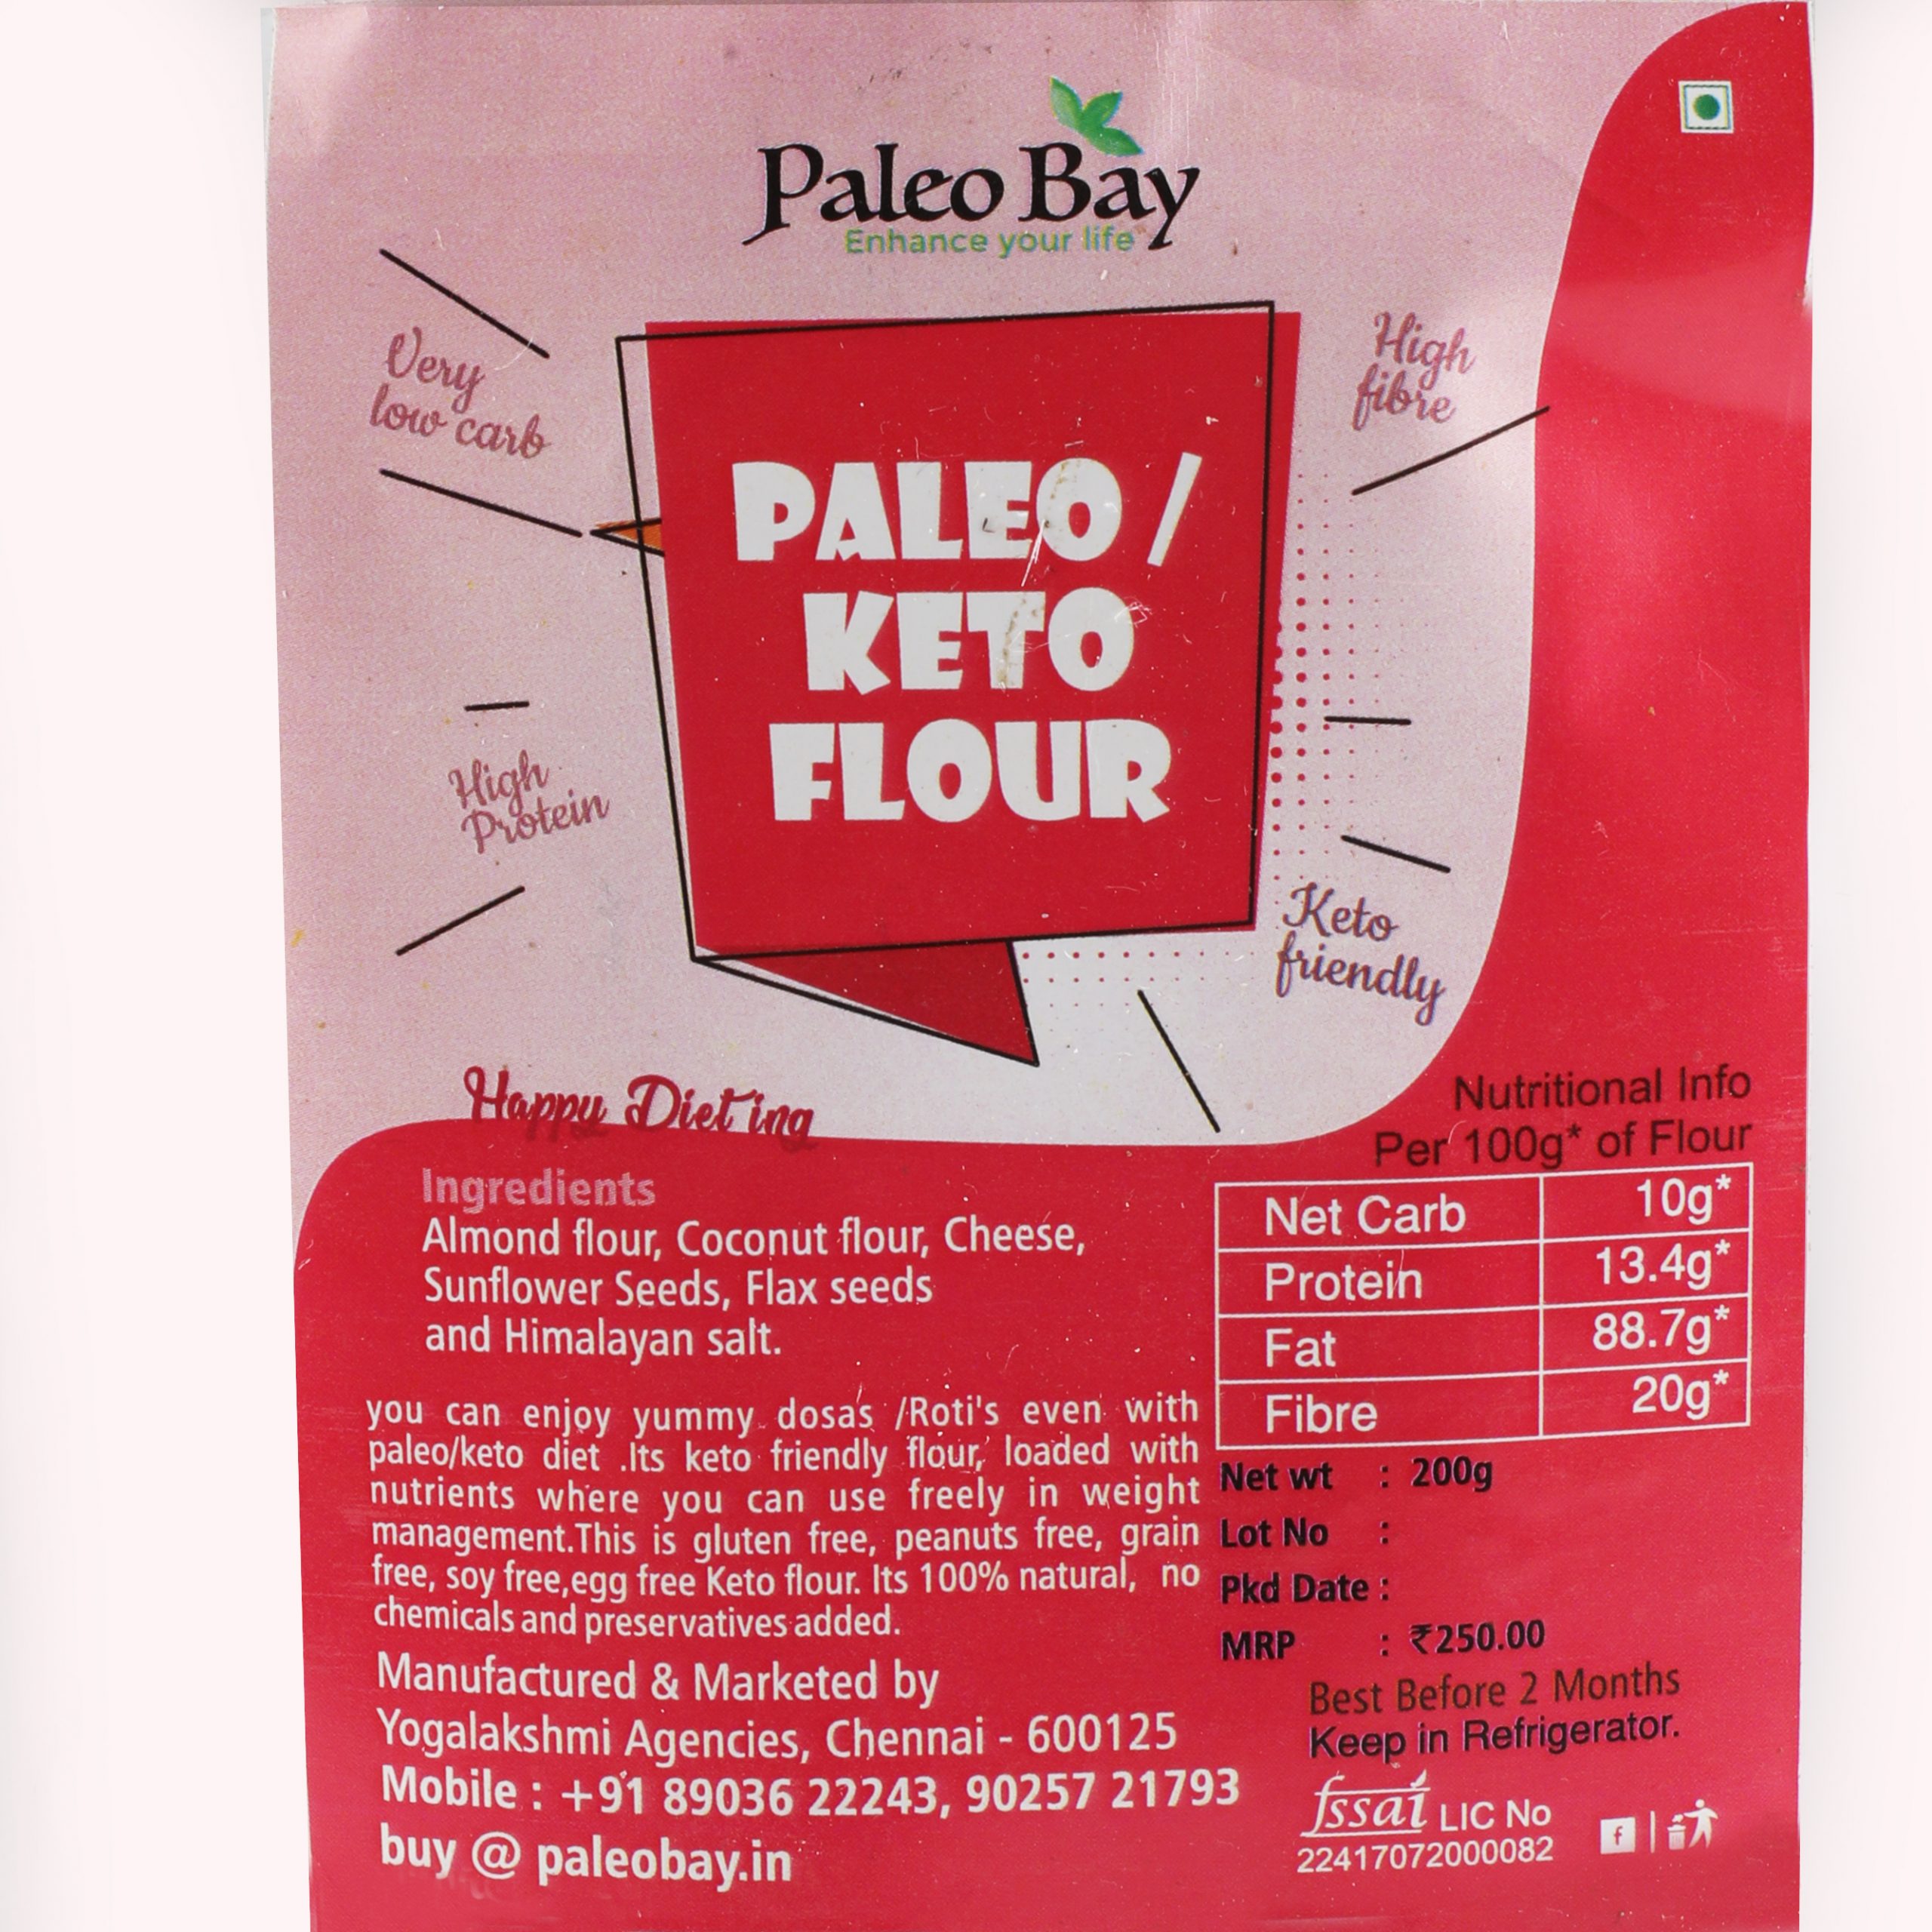 Paleo Bay
Enhance your life
Very
low carb
High
fibre
PALEO /
KETO
FLOUR
High
Protein
Keto
friendly
Happy Dieting
Ingredients
Almond flour, Coconut flour, Cheese,
Sunflower Seeds, Flax seeds
and Himalayan salt.
you can enjoy yummy dosas /Roti's even with
paleo/keto diet .Its keto friendly flour, loaded with
nutrients where you can use freely in weight
management.This is gluten free, peanuts free, grain
free, soy free,egg free Keto flour. Its 100% natural, no
chemicals and preservatives added.
Manufactured & Marketed by
Yogalakshmi Agencies, Chennai - 600125
Mobile : +91 89036 22243, 90257 21793
buy @ paleobay.in
Nutritional Info
Per 100g* of Flour
Net Carb 10g*
Protein 13.4g*
Fat 88.7g*
Fibre 20g*
Net wt : 200g
Lot No :
Pkd Date :
MRP : ₹250.00
Best Before 2 Months
Keep in Refrigerator.
fssai LIC No
22417072000082
f